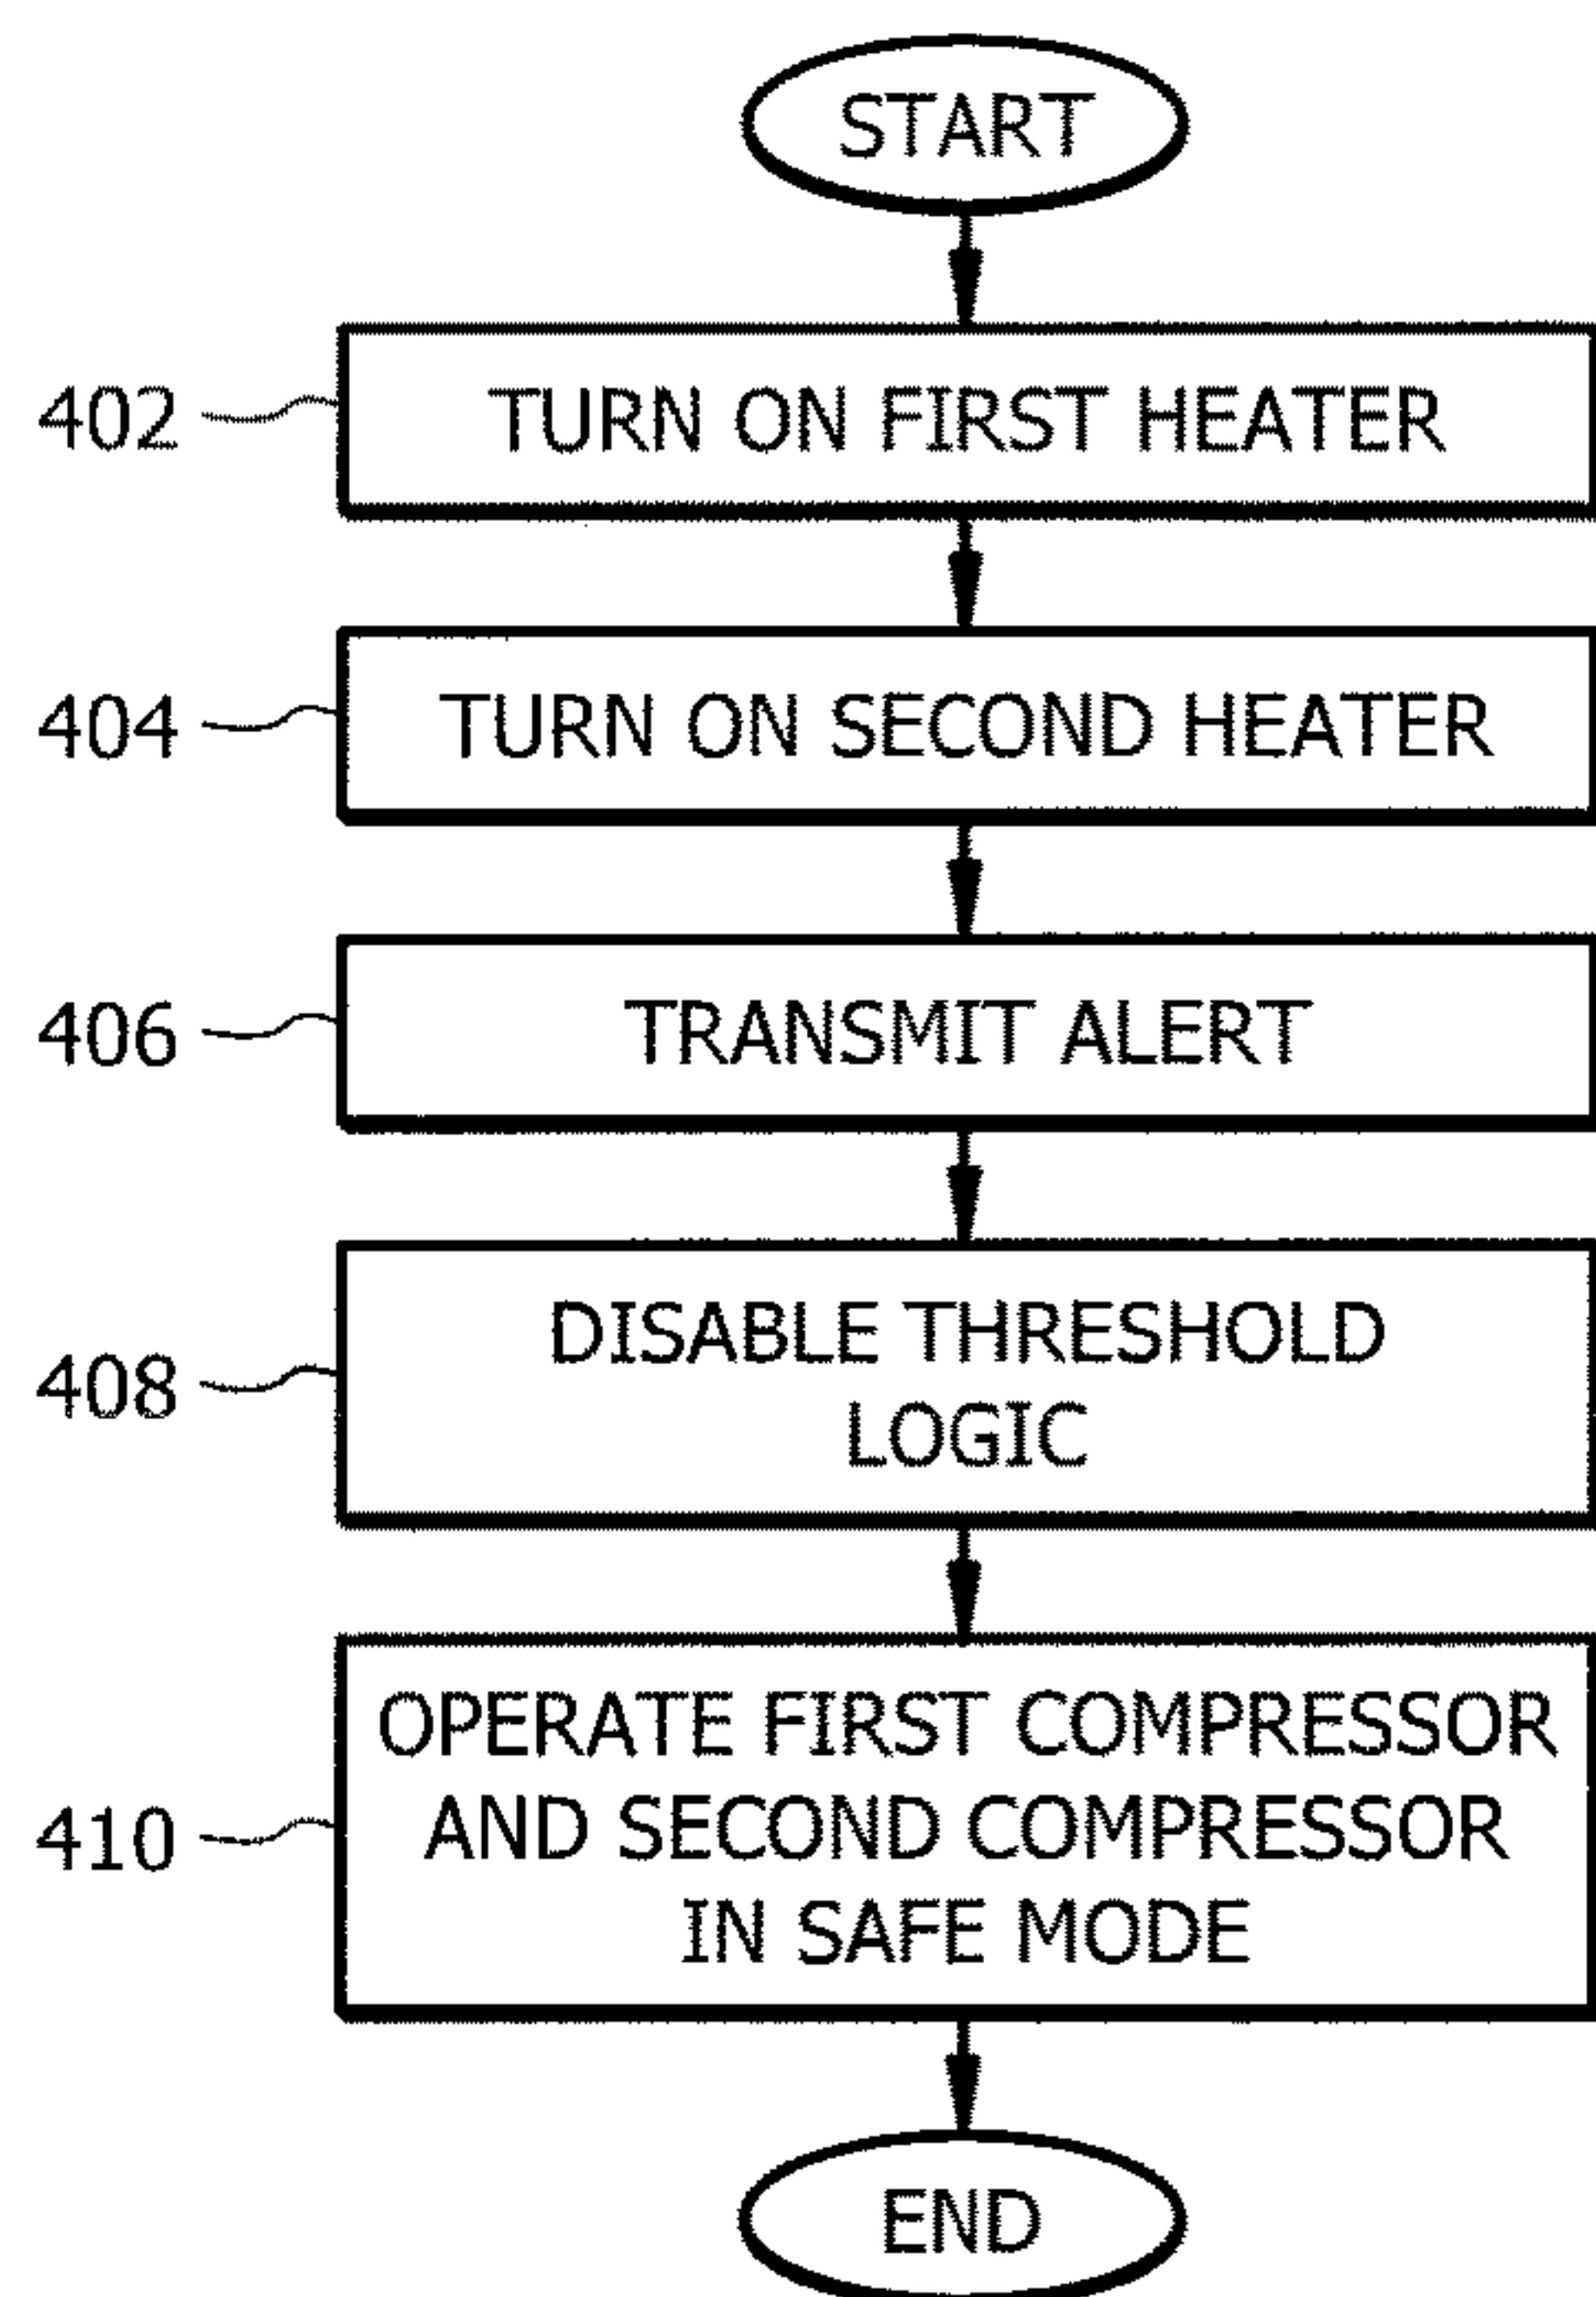 START
402 TURN ON FIRST HEATER
404 TURN ON SECOND HEATER
406 TRANSMIT ALERT
408 DISABLE THRESHOLD
LOGIC
410 OPERATE FIRST COMPRESSOR
AND SECOND COMPRESSOR
IN SAFE MODE
END